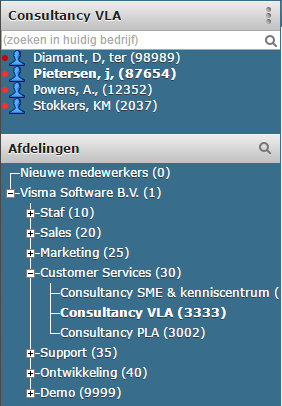 Consultancy VLA
(zoeken in huidig bedrijf)
Diamant, D, ter (98989)
Pietersen, j, (87654)
Powers, A., (12352)
Stokkers, KM (2037)
Afdelingen
Nieuwe medewerkers (0)
Visma Software B.V. (1)
Staf (10)
Sales (20)
Marketing (25)
Customer Services (30)
Consultancy SME & kenniscentrum (
Consultancy VLA (3333)
Consultancy PLA (3002)
Support (35)
Ontwikkeling (40)
Demo (9999)